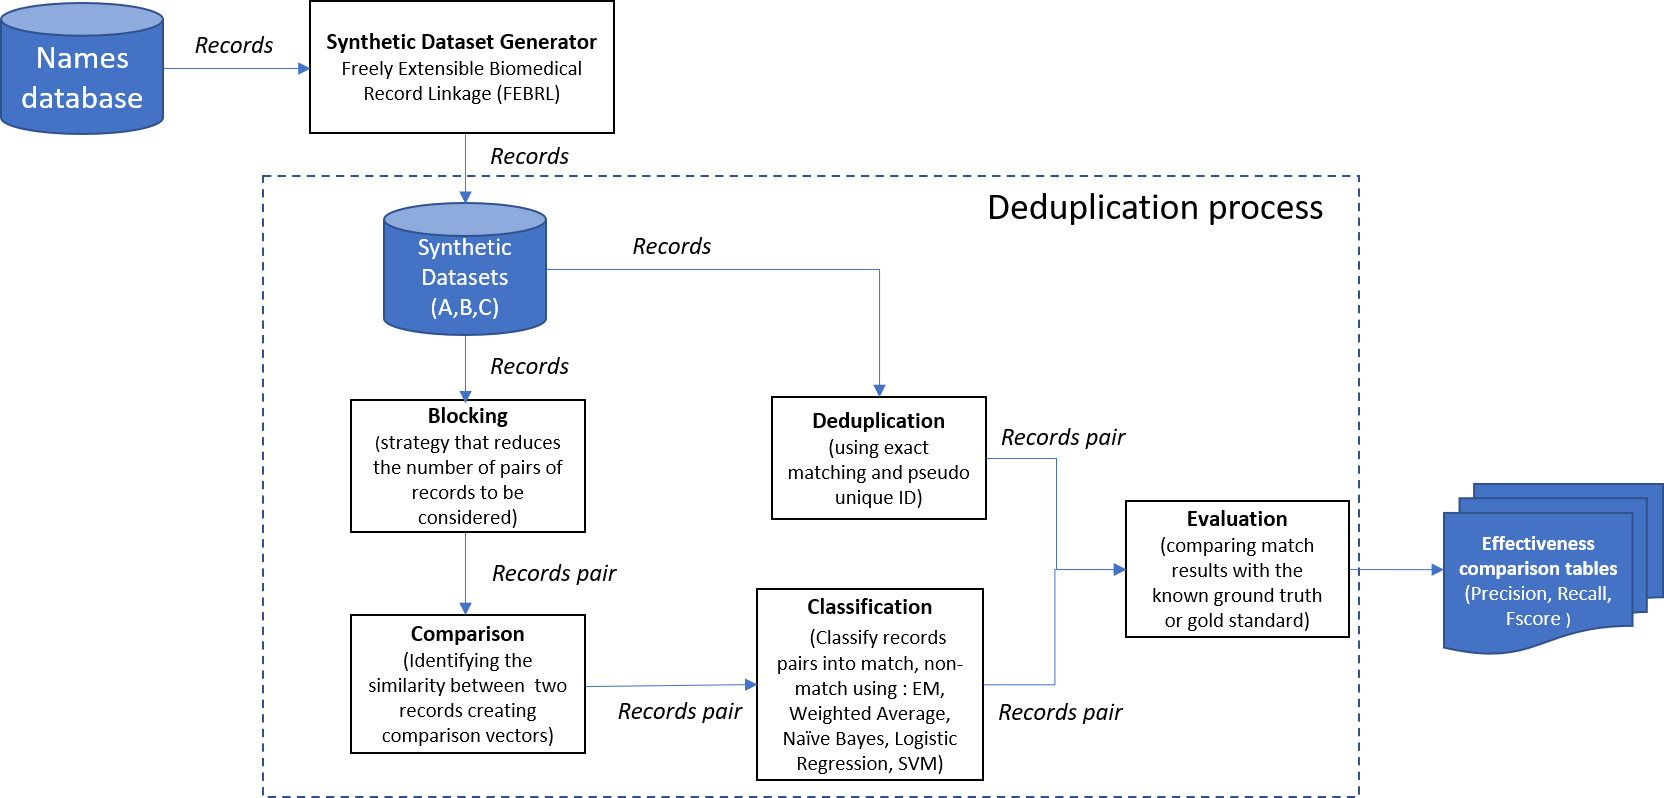 Names
database
Records
Synthetic Dataset Generator
Freely Extensible Biomedical
Record Linkage (FEBRL)
Records
Deduplication process
Synthetic
Datasets
(A,B,C)
Records
Records
Blocking
(strategy that reduces
the number of pairs of
records to be
considered)
Deduplication
(using exact
matching and pseudo
unique ID)
Records pair
Records pair
Comparison
(Identifying the
similarity between two
records creating
comparison vectors)
Records pair
Classification
(Classify records
pairs into match, non-
match using : EM,
Weighted Average,
Naïve Bayes, Logistic
Regression, SVM)
Records pair
Evaluation
(comparing match
results with the
known ground truth
or gold standard)
Effectiveness
comparison tables
(Precision, Recall,
Fscore )